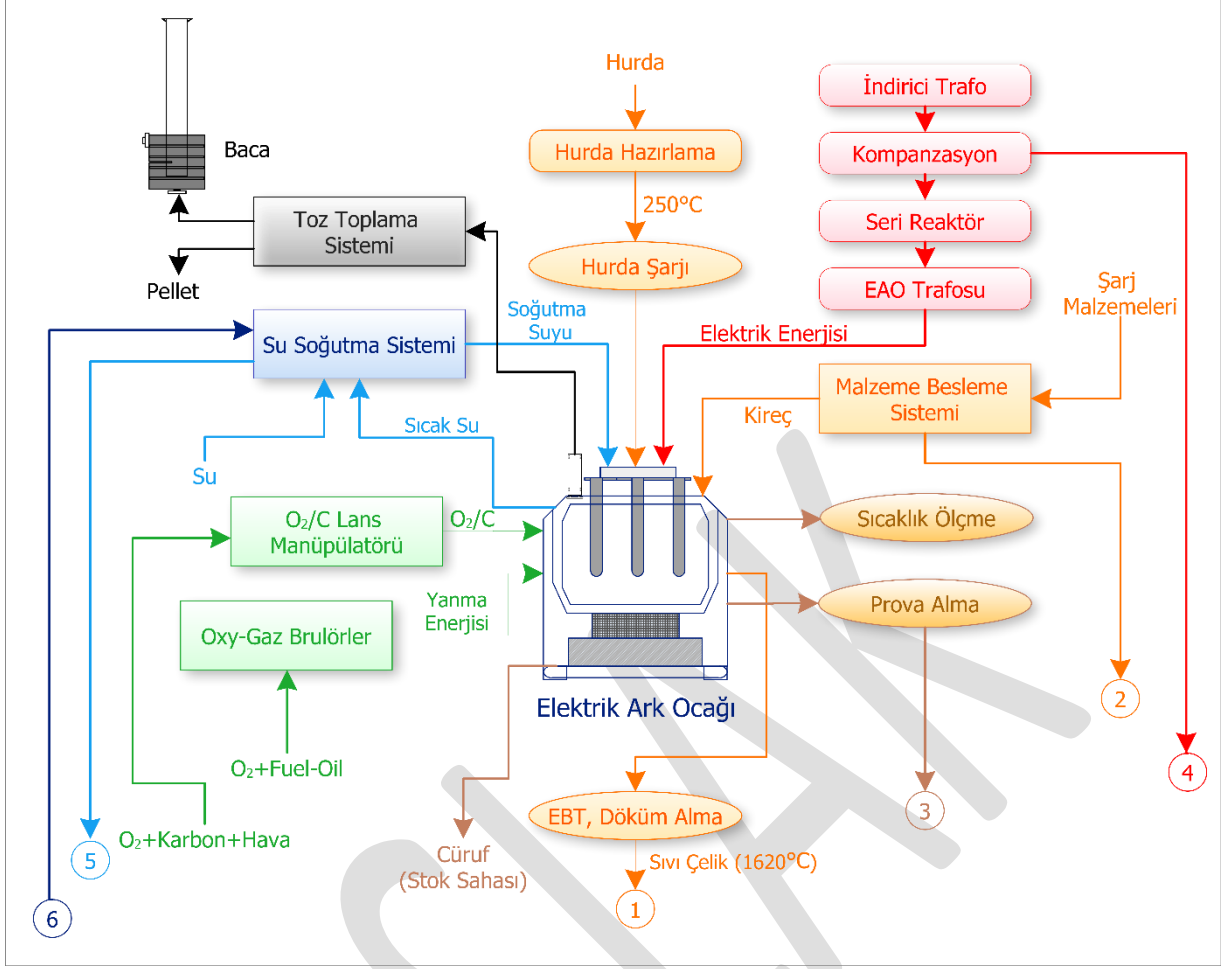 Hurda
İndirici Trafo
Baca
Hurda Hazırlama
Kompanzasyon
250°C
Toz Toplama
Sistemi
Seri Reaktör
Hurda Şarjı
Pellet
EAO Trafosu
Şarj
Malzemeleri
Soğutma
Suyu
Elektrik Enerjisi
Su Soğutma Sistemi
Malzeme Besleme
Sistemi
Kireç
Sıcak Su
Su
O₂/C Lans
Manüpülatörü
O₂/C
Sıcaklık Ölçme
Yanma
Enerjisi
Prova Alma
Oxy-Gaz Brulörler
Elektrik Ark Ocağı
2
O₂+Fuel-Oil
4
3
EBT, Döküm Alma
O₂+Karbon+Hava
5
Cüruf
(Stok Sahası)
Sıvı Çelik (1620°C)
1
6